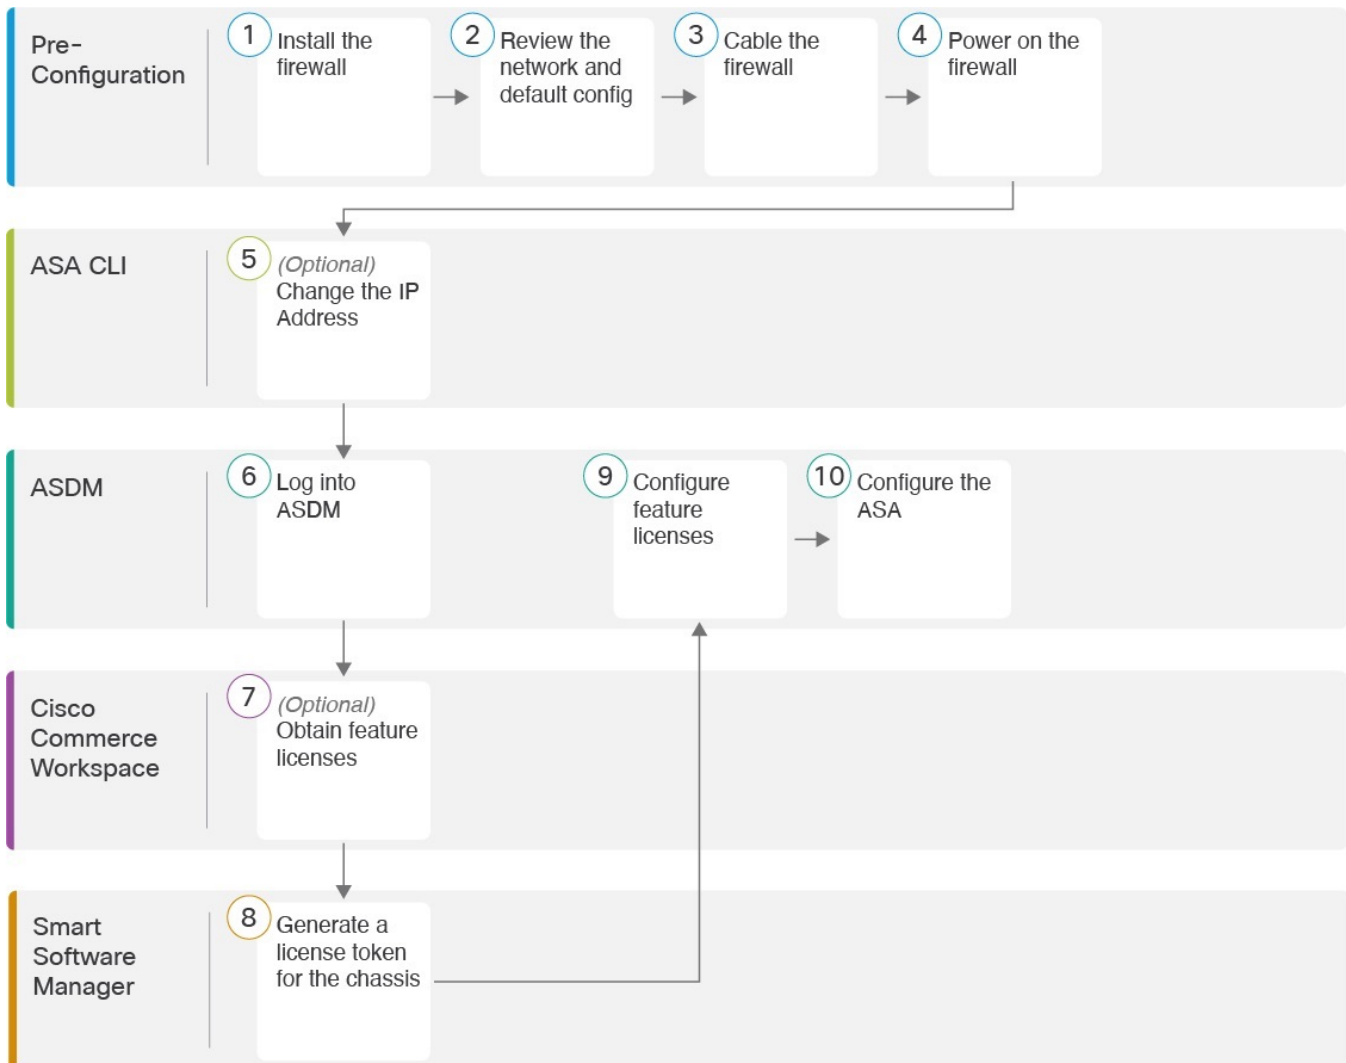 Pre-
Configuration
1
Install the
firewall
2
Review the
network and
default config
3
Cable the
firewall
4
Power on the
firewall
ASA CLI
5
(Optional)
Change the IP
Address
ASDM
6
Log into
ASDM
9
Configure
feature
licenses
10
Configure the
ASA
Cisco
Commerce
Workspace
7
(Optional)
Obtain feature
licenses
Smart
Software
Manager
8
Generate a
license token
for the chassis